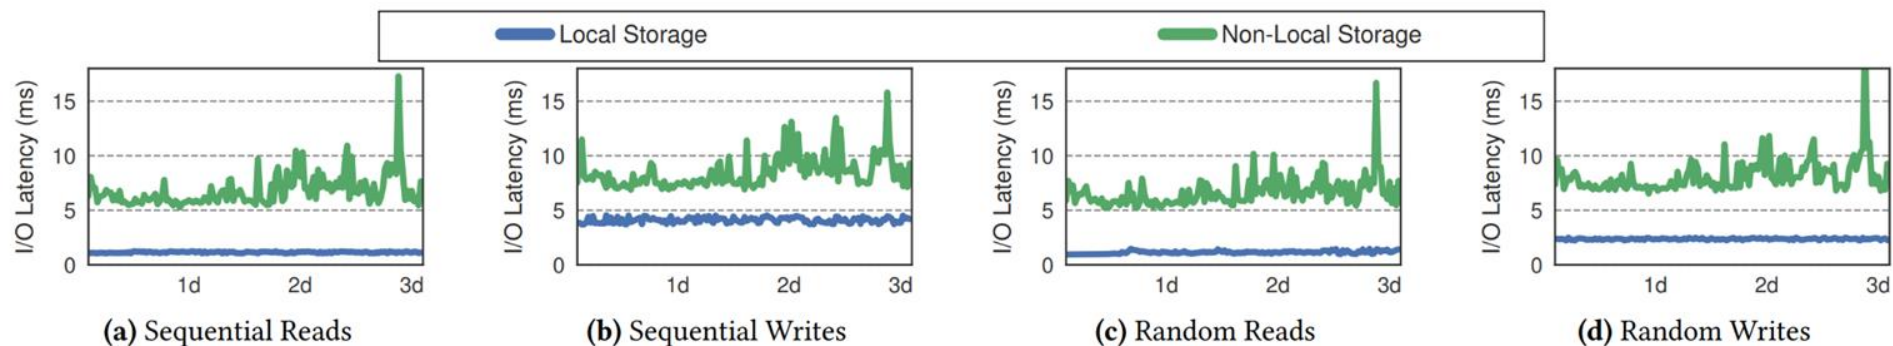 Local Storage
Non-Local Storage
I/O Latency (ms)
15
10
5
0
1d
2d
3d
(a) Sequential Reads
I/O Latency (ms)
15
10
5
0
1d
2d
3d
(b) Sequential Writes
I/O Latency (ms)
15
10
5
0
1d
2d
3d
(c) Random Reads
I/O Latency (ms)
15
10
5
0
1d
2d
3d
(d) Random Writes